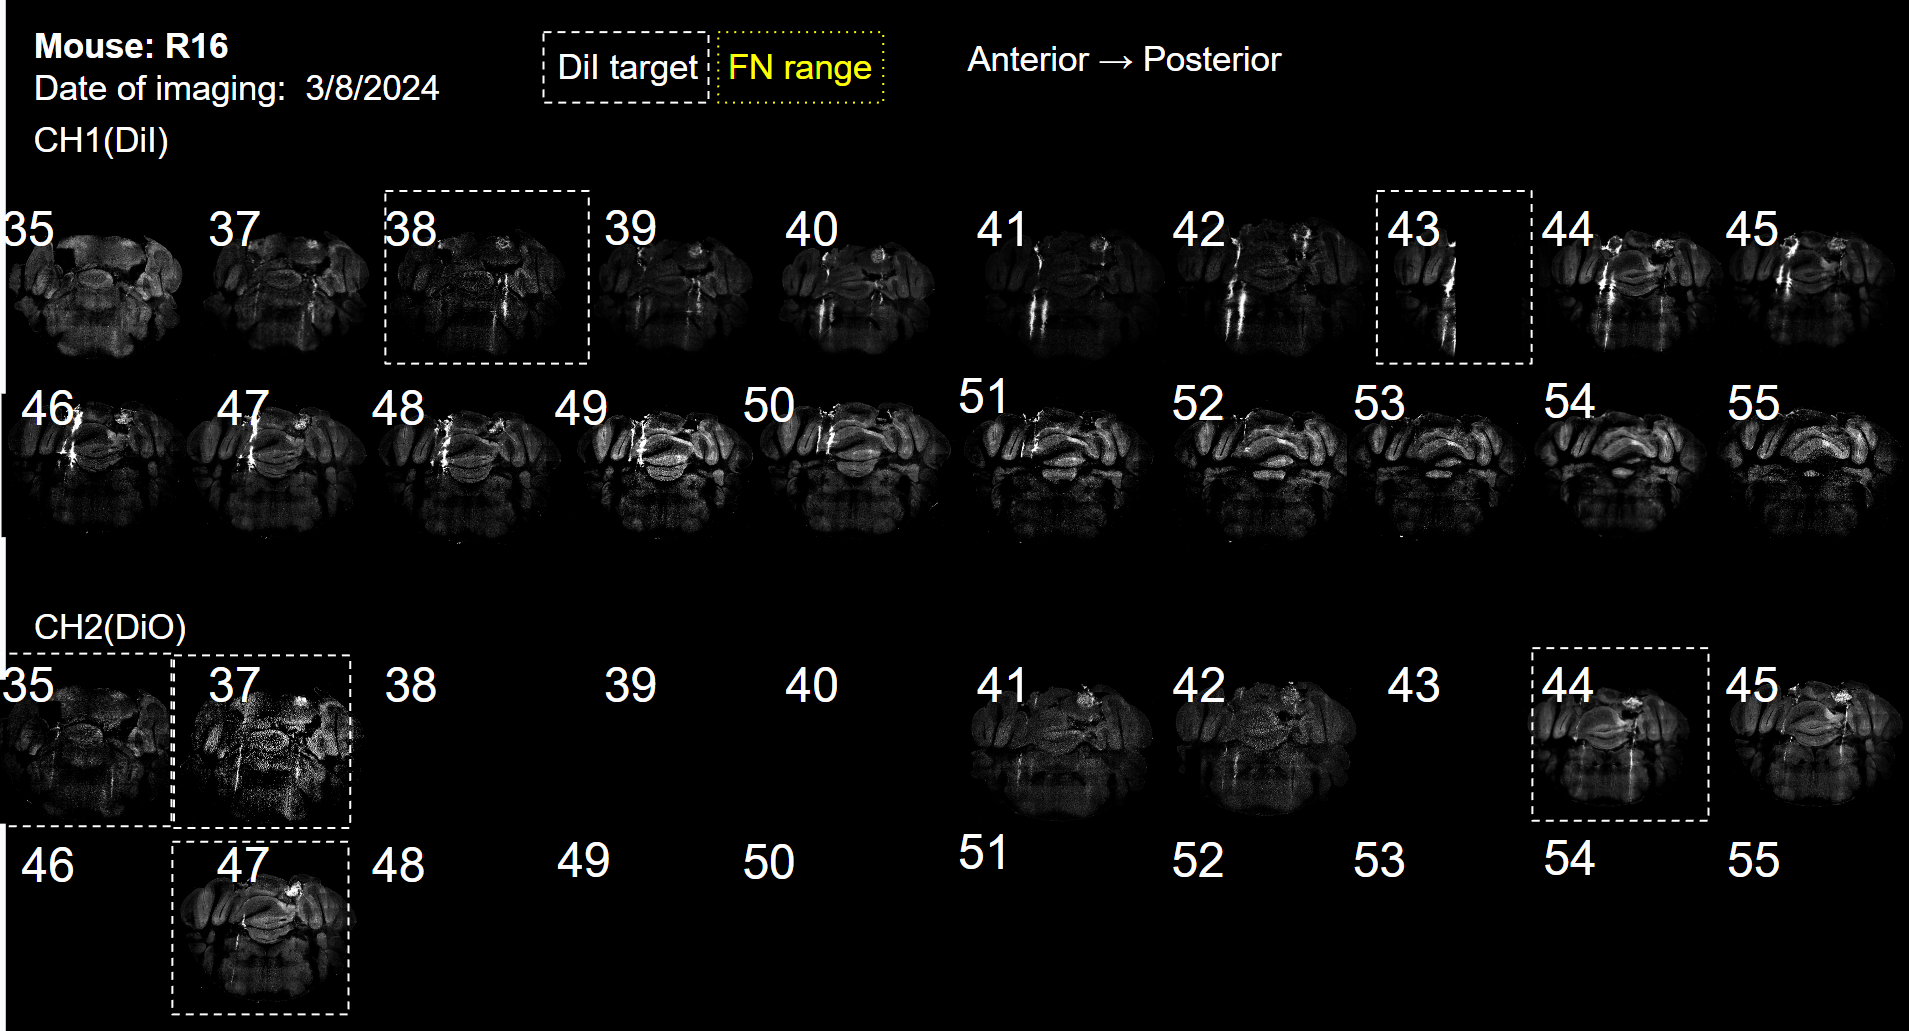 Mouse: R16
Date of imaging: 3/8/2024
DiI target
FN range
Anterior → Posterior
CH1(DiI)
35 37 38 39 40 41 42 43 44 45
46 47 48 49 50 51 52 53 54 55
CH2(DiO)
35 37 38 39 40 41 42 43 44 45
46 47 48 49 50 51 52 53 54 55